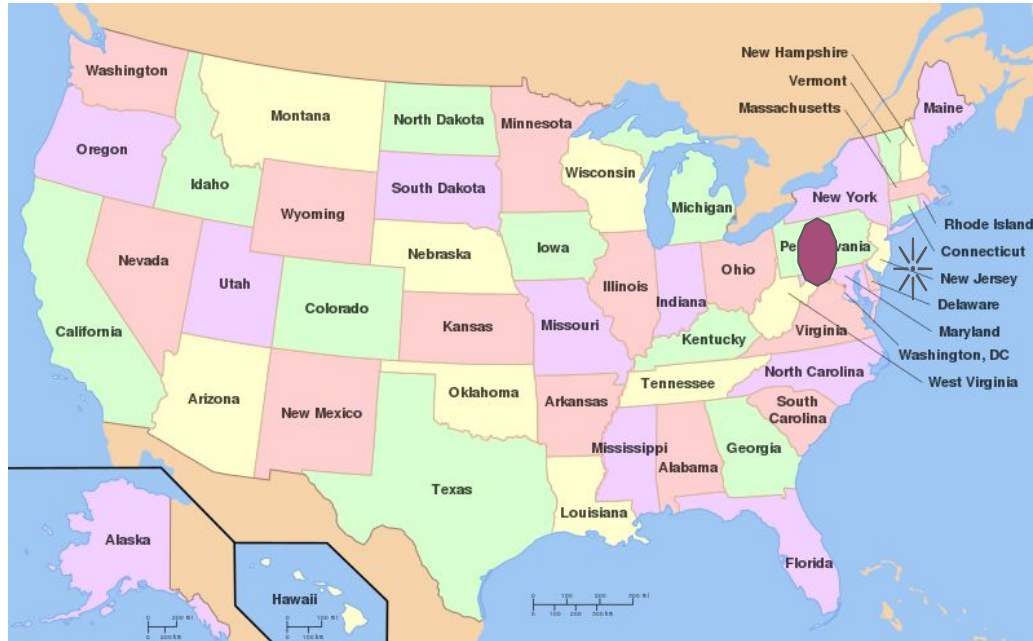 New Hampshire
Vermont
Massachusetts
Washington
Montana
North Dakota
Minnesota
Maine
Oregon
Idaho
Wisconsin
South Dakota
Michigan
New York
Wyoming
Rhode Island
Connecticut
New Jersey
Delaware
Maryland
Washington, DC
West Virginia
Nevada
Utah
Nebraska
Iowa
Illinois
Indiana
Ohio
California
Colorado
Kansas
Missouri
Kentucky
Virginia
Arizona
New Mexico
Oklahoma
Arkansas
Tennessee
North Carolina
South
Carolina
Mississippi
Alabama
Georgia
Texas
Louisiana
Florida
Alaska
Hawaii